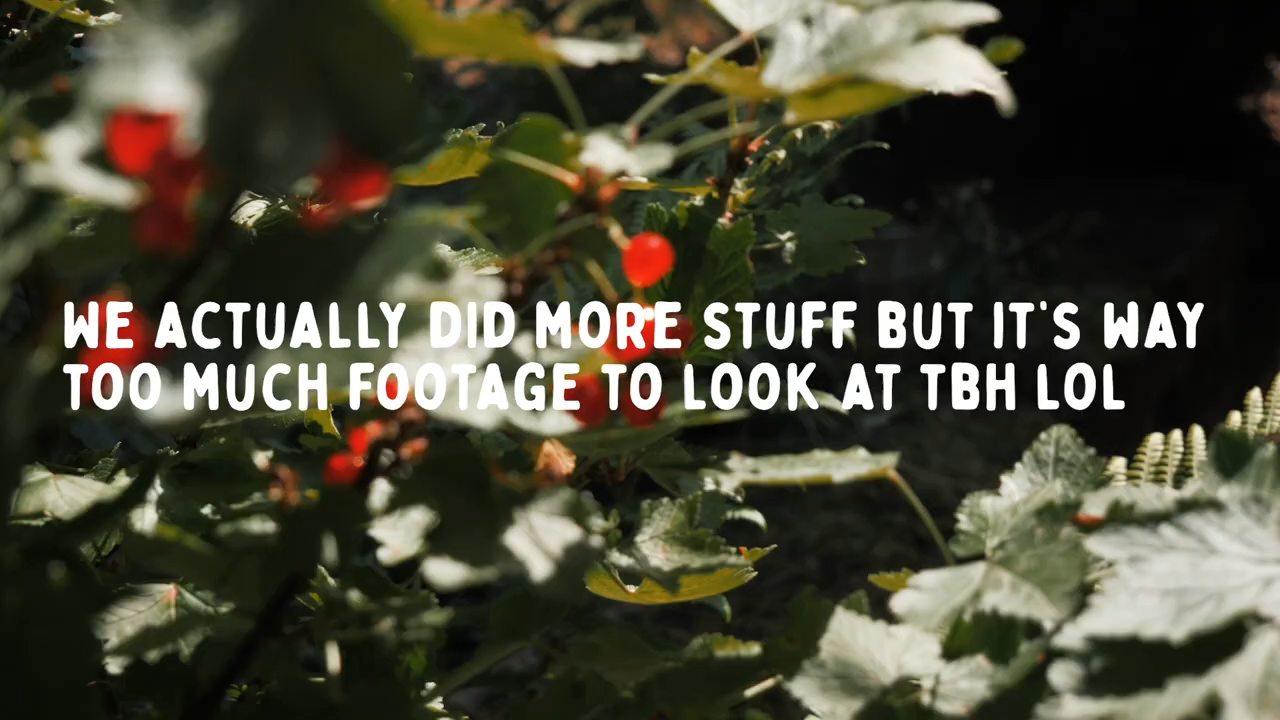 WE ACTUALLY DID MORE STUFF BUT IT'S WAY
TOO MUCH FOOTAGE TO LOOK AT TBH LOL